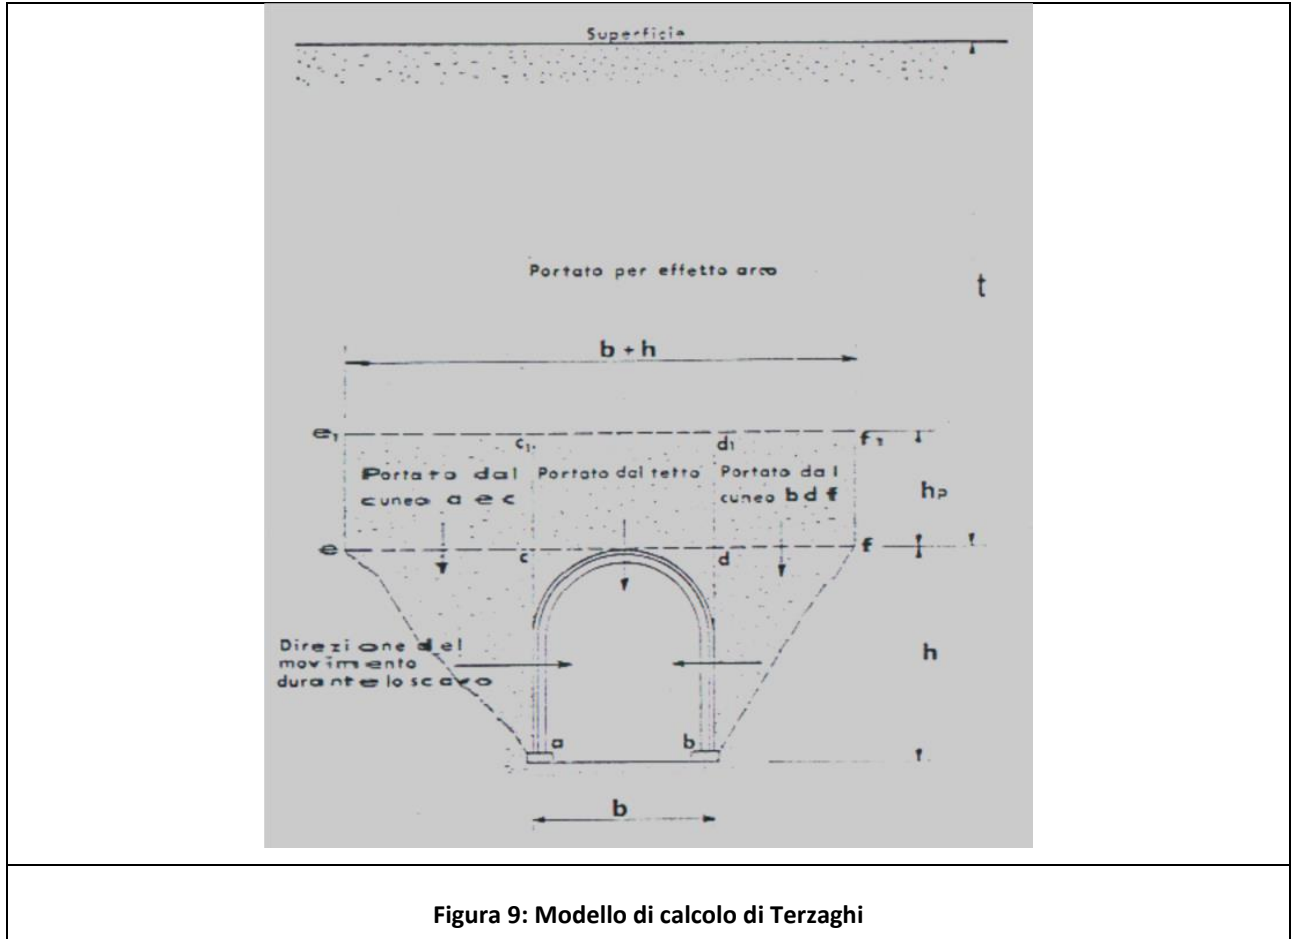 Superficie
Portato per effetto arco
t
b + h
e₁
c₁
d₁
f₁
Portato dal
cuneo a e c
Portato dal tetto
Portato dal
cuneo b d f
hp
e
c
d
f
Direzione del
movimento
durante lo scavo
h
a
b
b
Figura 9: Modello di calcolo di Terzaghi